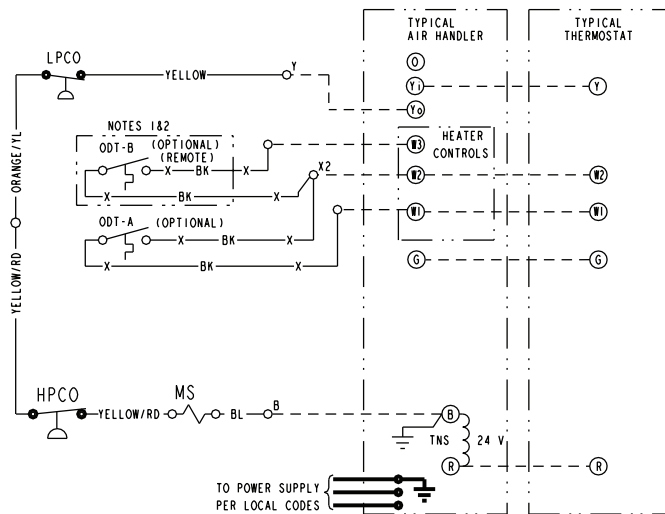 TYPICAL
AIR HANDLER
TYPICAL
THERMOSTAT
LPCO
YELLOW
Y
O
Yi
Y
Yo
NOTES 1&2
ODT-B
(OPTIONAL)
(REMOTE)
X
BK
X
X
BK
X
X2
W3
HEATER
CONTROLS
W2
W2
ORANGE/YL
YELLOW/RD
ODT-A
(OPTIONAL)
X
BK
X
X
BK
X
W1
W1
G
G
HPCO
YELLOW/RD
MS
BL
B
B
TNS
24 V
R
R
TO POWER SUPPLY
PER LOCAL CODES